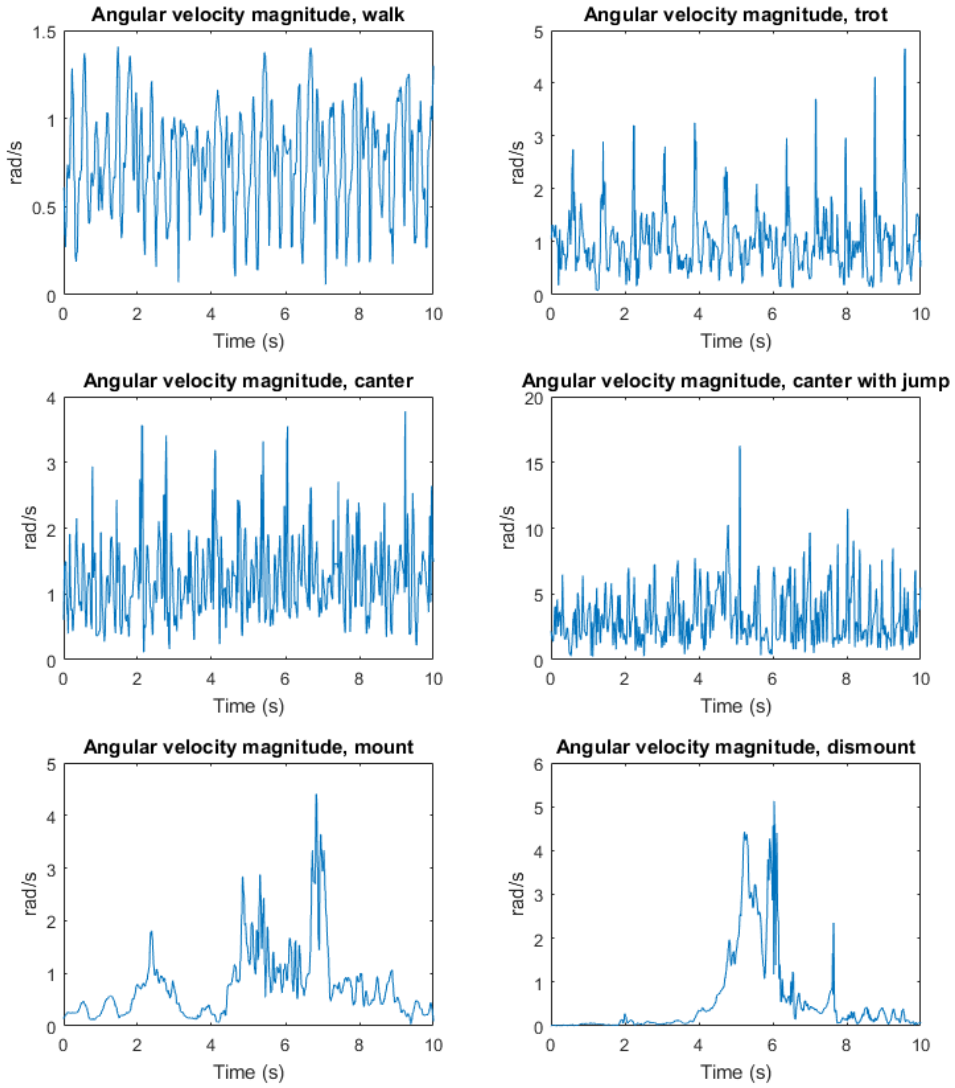 Angular velocity magnitude, walk
1.5
1
0.5
0
rad/s
0 2 4 6 8 10
Time (s)
Angular velocity magnitude, trot
5
4
3
2
1
0
rad/s
0 2 4 6 8 10
Time (s)
Angular velocity magnitude, canter
4
3
2
1
0
rad/s
0 2 4 6 8 10
Time (s)
Angular velocity magnitude, canter with jump
20
15
10
5
0
rad/s
0 2 4 6 8 10
Time (s)
Angular velocity magnitude, mount
5
4
3
2
1
0
rad/s
0 2 4 6 8 10
Time (s)
Angular velocity magnitude, dismount
6
5
4
3
2
1
0
rad/s
0 2 4 6 8 10
Time (s)